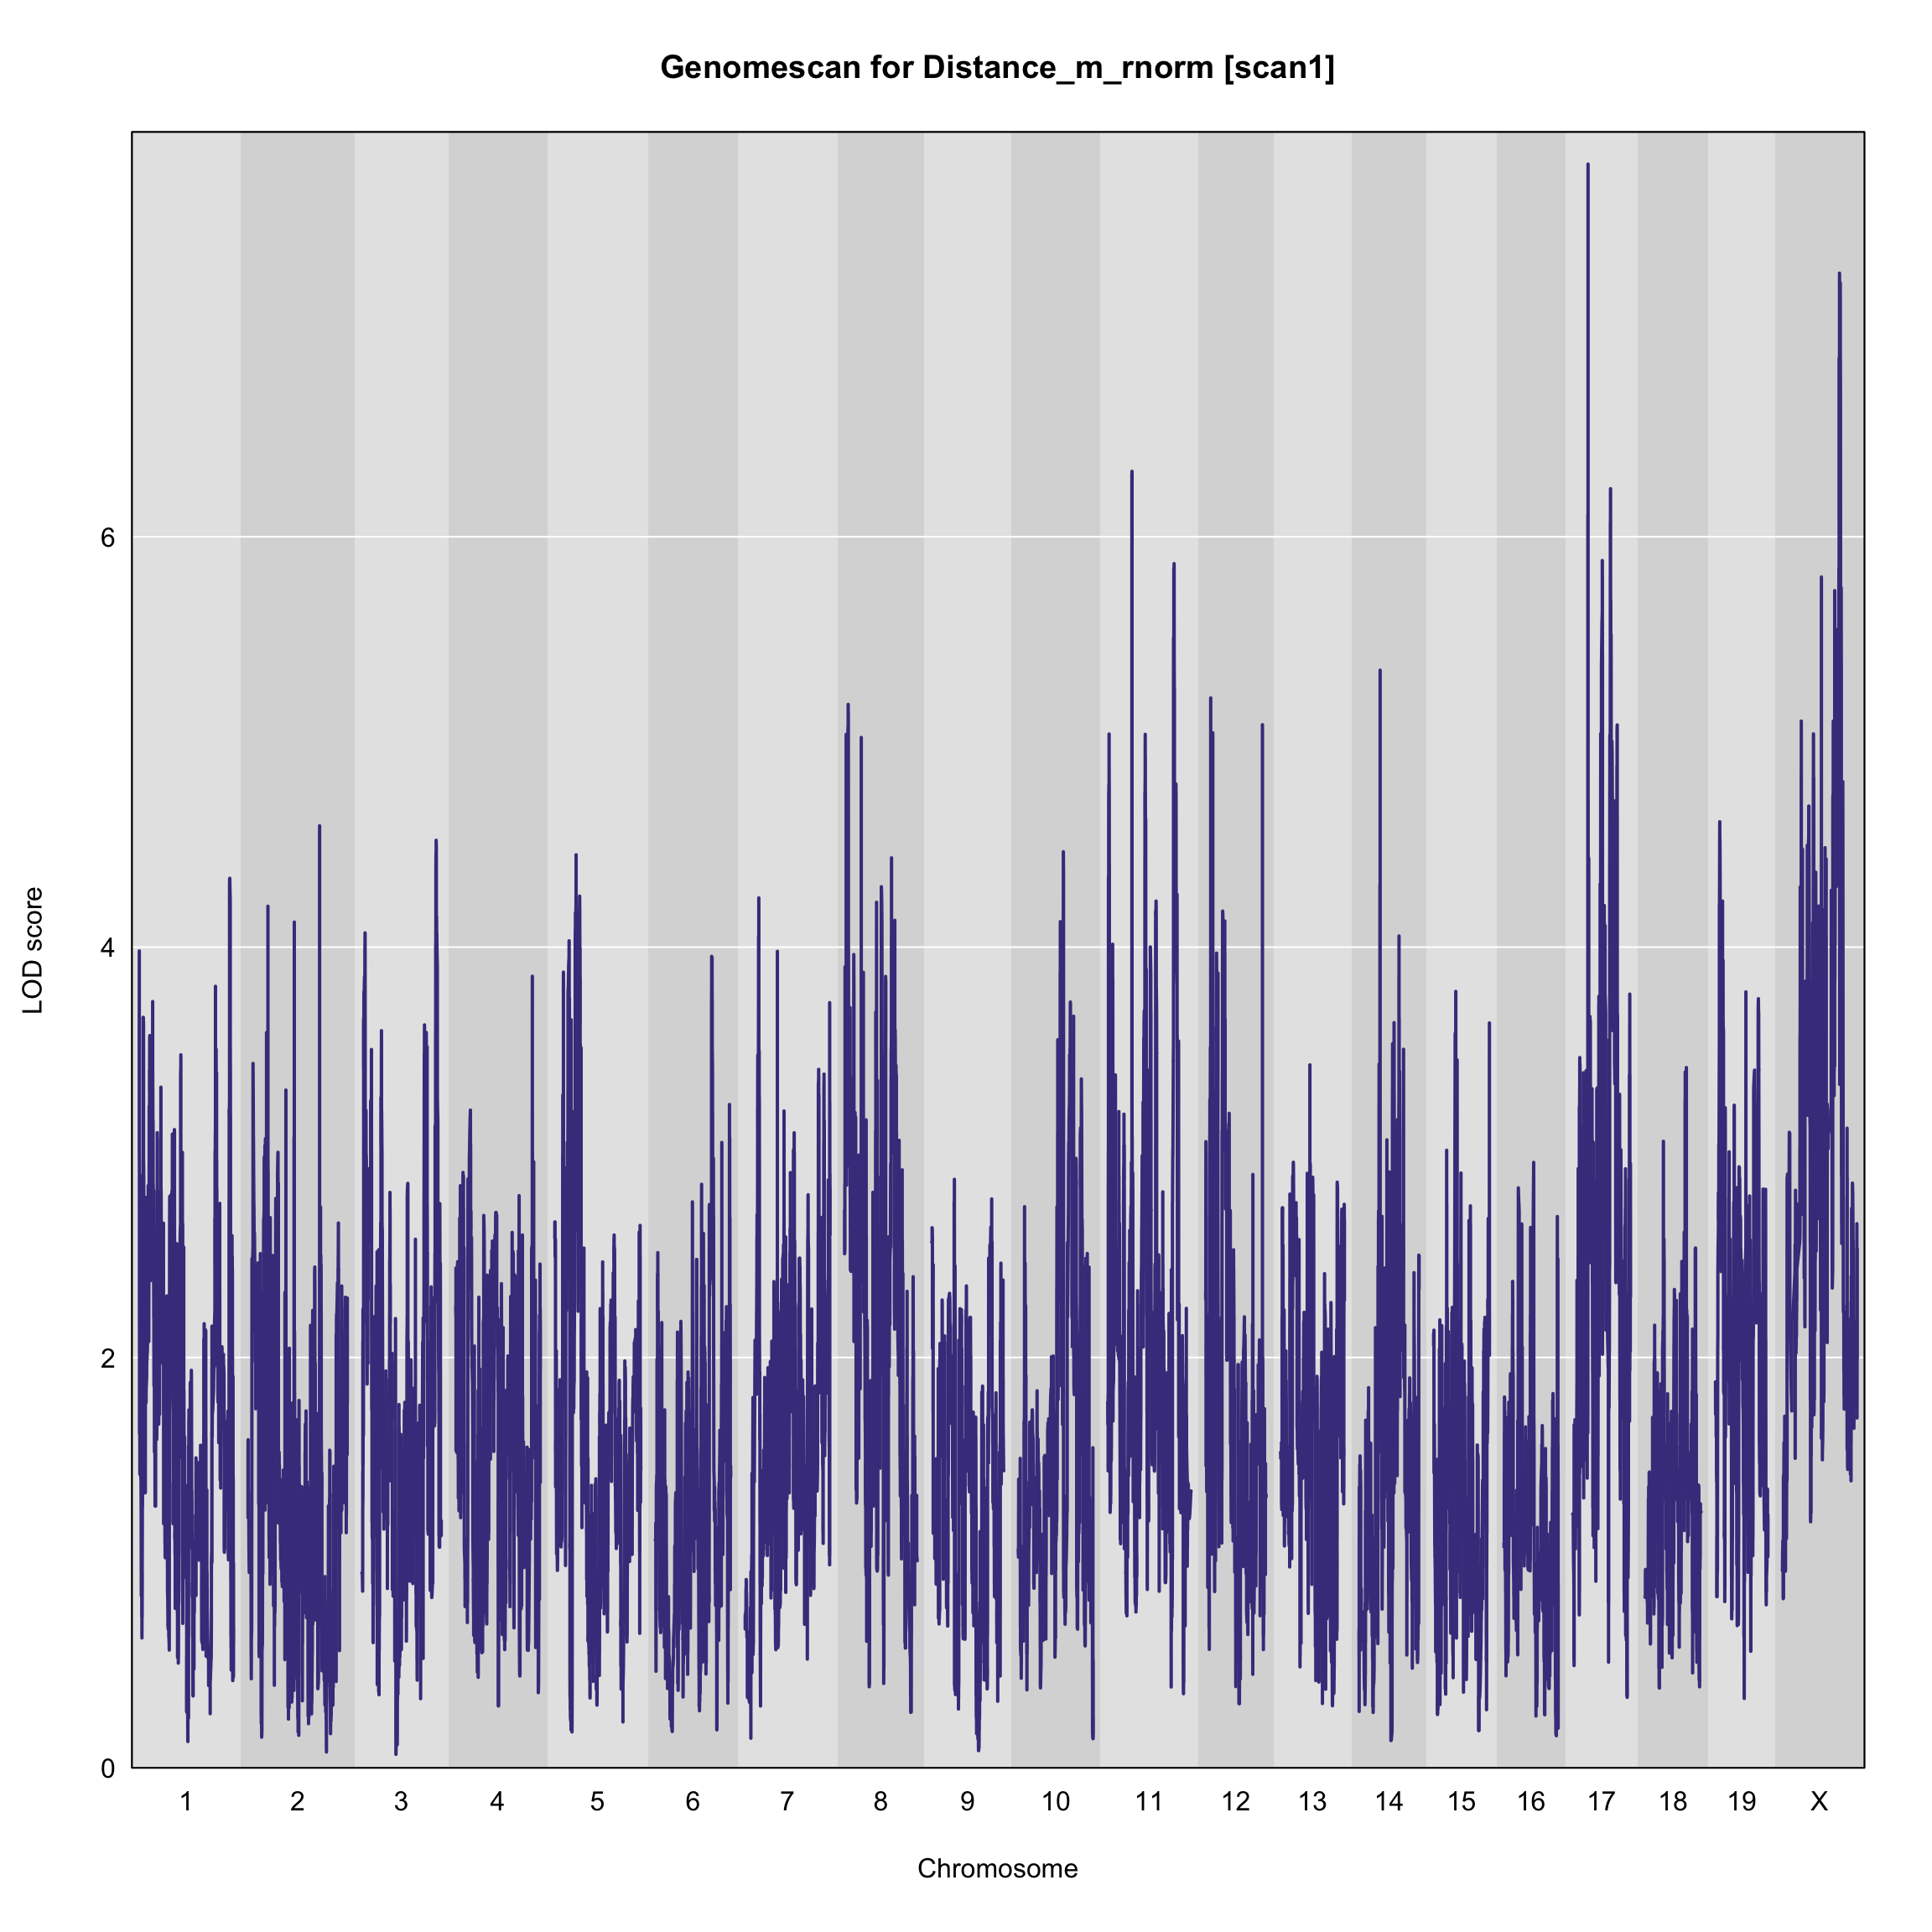 Genomescan for Distance_m_rnorm [scan1]
6
4
2
0
LOD score
1 2 3 4 5 6 7 8 9 10 11 12 13 14 15 16 17 18 19 X
Chromosome